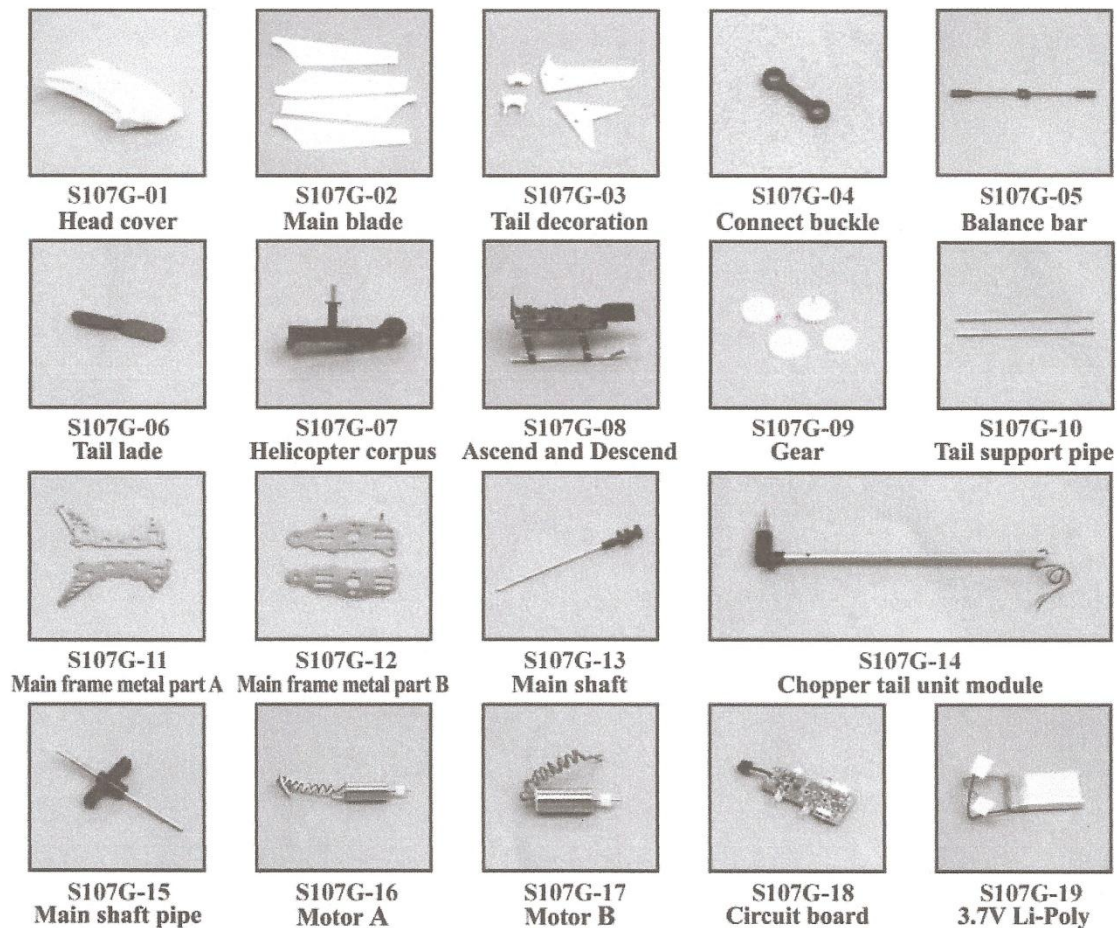 S107G-01
Head cover
S107G-02
Main blade
S107G-03
Tail decoration
S107G-04
Connect buckle
S107G-05
Balance bar
S107G-06
Tail lade
S107G-07
Helicopter corpus
S107G-08
Ascend and Descend
S107G-09
Gear
S107G-10
Tail support pipe
S107G-11
Main frame metal part A
S107G-12
Main frame metal part B
S107G-13
Main shaft
S107G-14
Chopper tail unit module
S107G-15
Main shaft pipe
S107G-16
Motor A
S107G-17
Motor B
S107G-18
Circuit board
S107G-19
3.7V Li-Poly